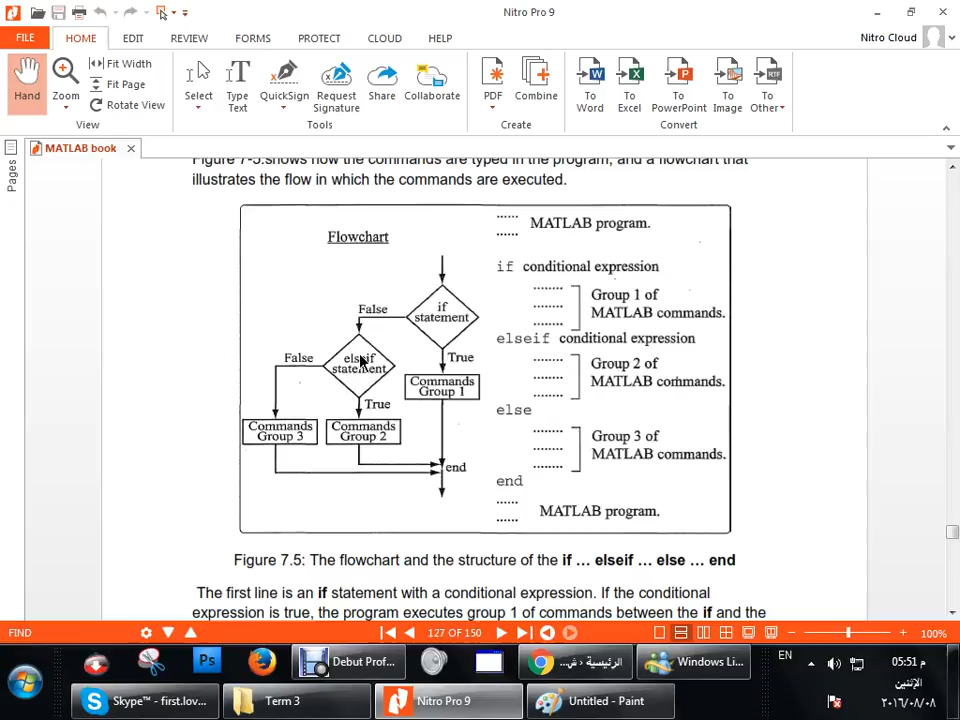 Nitro Pro 9
FILE HOME EDIT REVIEW FORMS PROTECT CLOUD HELP Nitro Cloud
Hand Zoom Fit Width Fit Page Rotate View
Select Type Text QuickSign Request Signature Share Collaborate
PDF Combine To Word To Excel To PowerPoint To Image To Other
View Tools Create Convert
Pages
MATLAB book
Figure 7-5.shows how the commands are typed in the program, and a flowchart that
illustrates the flow in which the commands are executed.
Flowchart
if
statement
False
True
elseif
statement
False
True
Commands
Group 1
Commands
Group 3
Commands
Group 2
end
...... MATLAB program.
......
if conditional expression
........ Group 1 of
........ MATLAB commands.
........
elseif conditional expression
........ Group 2 of
........ MATLAB commands.
........
else
........ Group 3 of
........ MATLAB commands.
........
end
...... MATLAB program.
......
Figure 7.5: The flowchart and the structure of the if ... elseif ... else ... end
The first line is an if statement with a conditional expression. If the conditional
expression is true, the program executes group 1 of commands between the if and the
FIND 127 OF 150 100%
Ps Debut Prof... الرئيسية ‹ ش... Windows Li... EN 05:51 م
الإثنين
Skype™ - first.lov... Term 3 Nitro Pro 9 Untitled - Paint ٢٠١٦/٠٨/٠٨